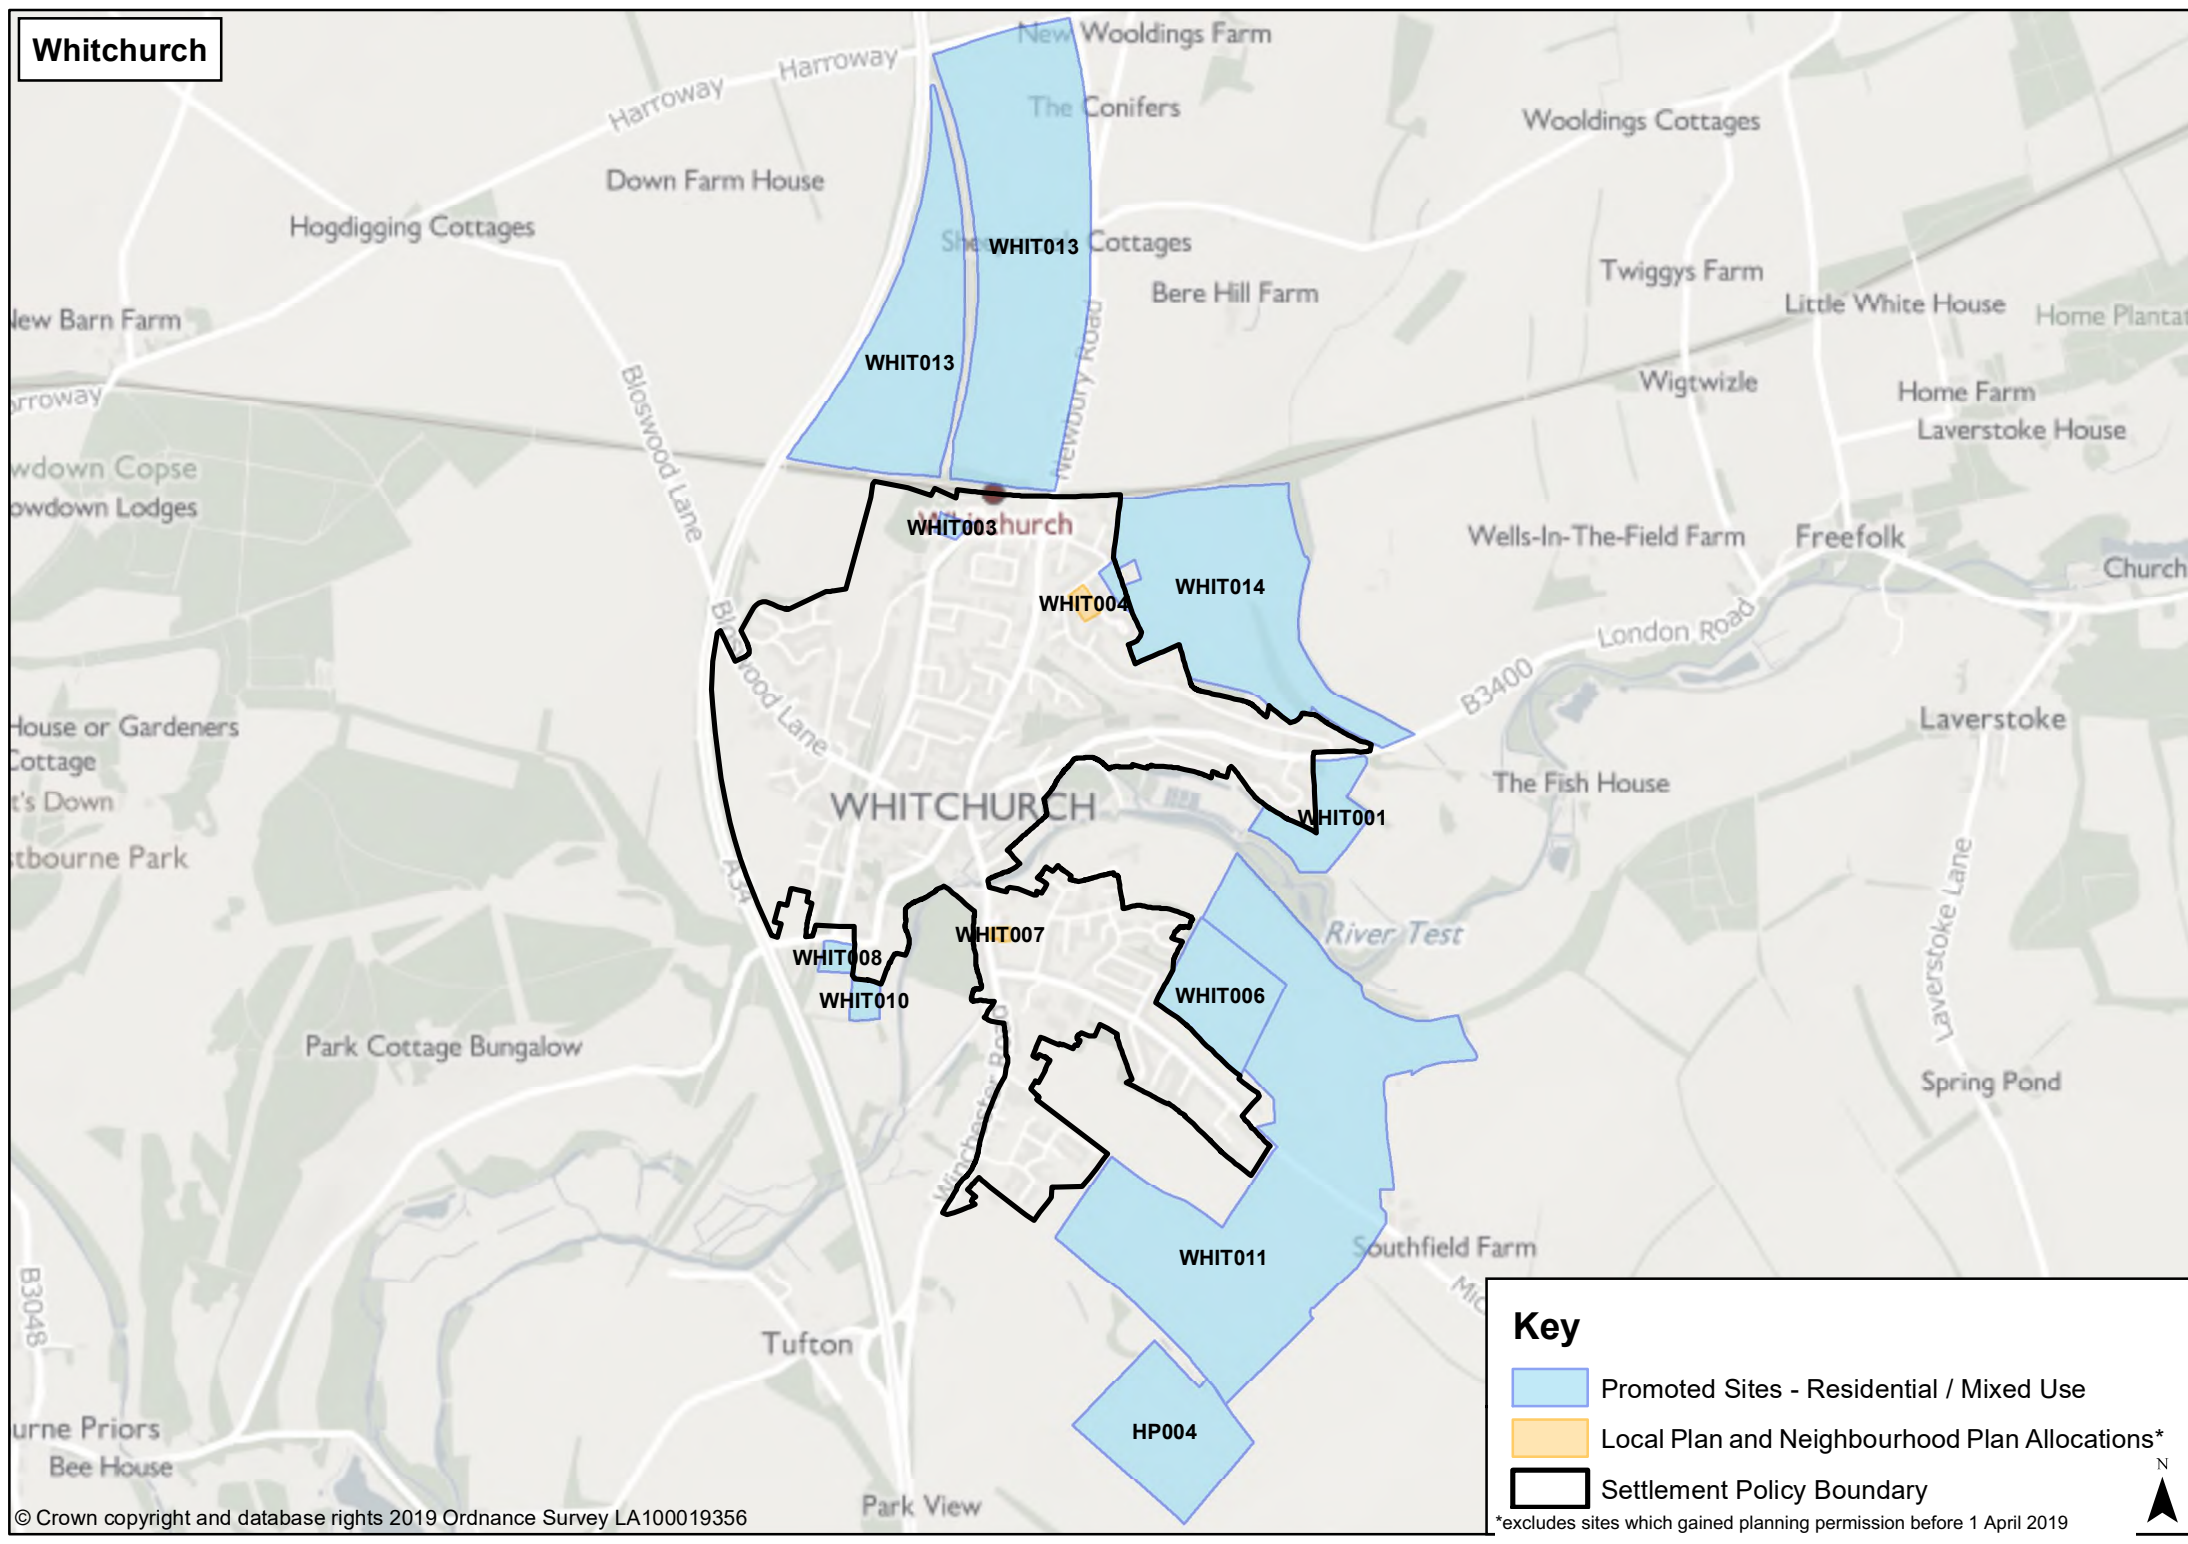 Whitchurch
New Wooldings Farm
Harroway
Harroway
The Conifers
Wooldings Cottages
Down Farm House
Hogdigging Cottages
WHIT013
Cottages
Twiggys Farm
Bere Hill Farm
Little White House
New Barn Farm
Home Plantat
WHIT013
Newbury Road
Bloswood Lane
Wigtwizle
Home Farm
Laverstoke House
wdown Copse
owdown Lodges
WHIT003
Whitchurch
Wells-In-The-Field Farm
Freefolk
Church
WHIT014
WHIT004
London Road
B3400
Bloswood Lane
House or Gardeners
Cottage
t's Down
Laverstoke
The Fish House
WHITCHURCH
WHIT001
stbourne Park
A34
Laverstoke Lane
River Test
WHIT007
WHIT008
WHIT006
WHIT010
Park Cottage Bungalow
Spring Pond
Winchester Road
WHIT011
Southfield Farm
B3048
Mic
Tufton
HP004
urne Priors
Bee House
Park View
Key
Promoted Sites - Residential / Mixed Use
Local Plan and Neighbourhood Plan Allocations*
Settlement Policy Boundary
N
*excludes sites which gained planning permission before 1 April 2019
© Crown copyright and database rights 2019 Ordnance Survey LA100019356